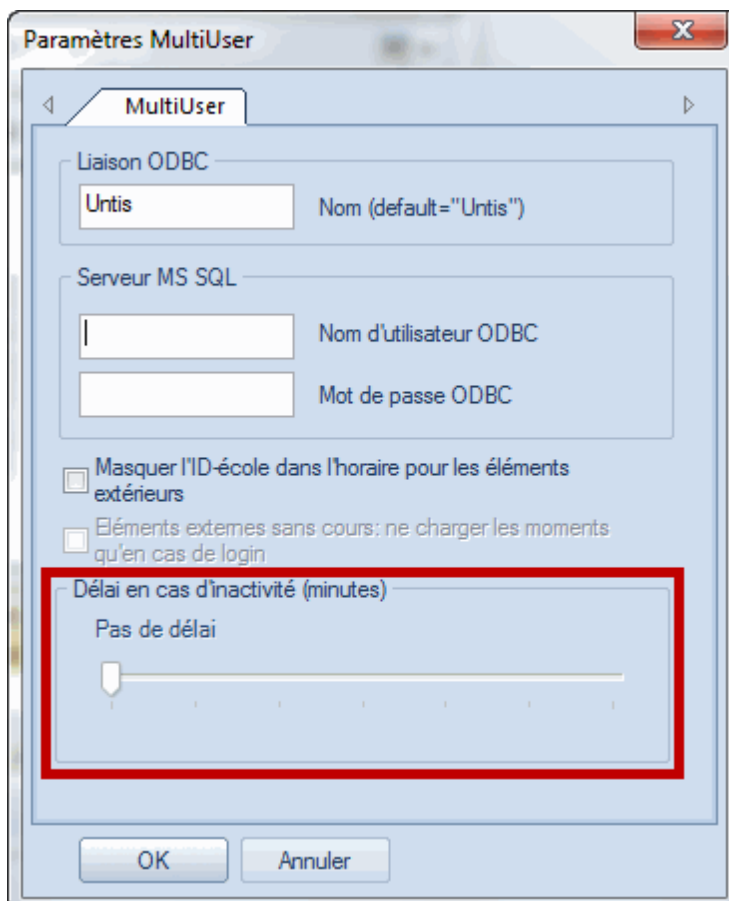 Paramètres MultiUser
MultiUser
Liaison ODBC
Untis
Nom (default="Untis")
Serveur MS SQL
Nom d'utilisateur ODBC
Mot de passe ODBC
Masquer l'ID-école dans l'horaire pour les éléments
extérieurs
Eléments externes sans cours: ne charger les moments
qu'en cas de login
Délai en cas d'inactivité (minutes)
Pas de délai
OK
Annuler